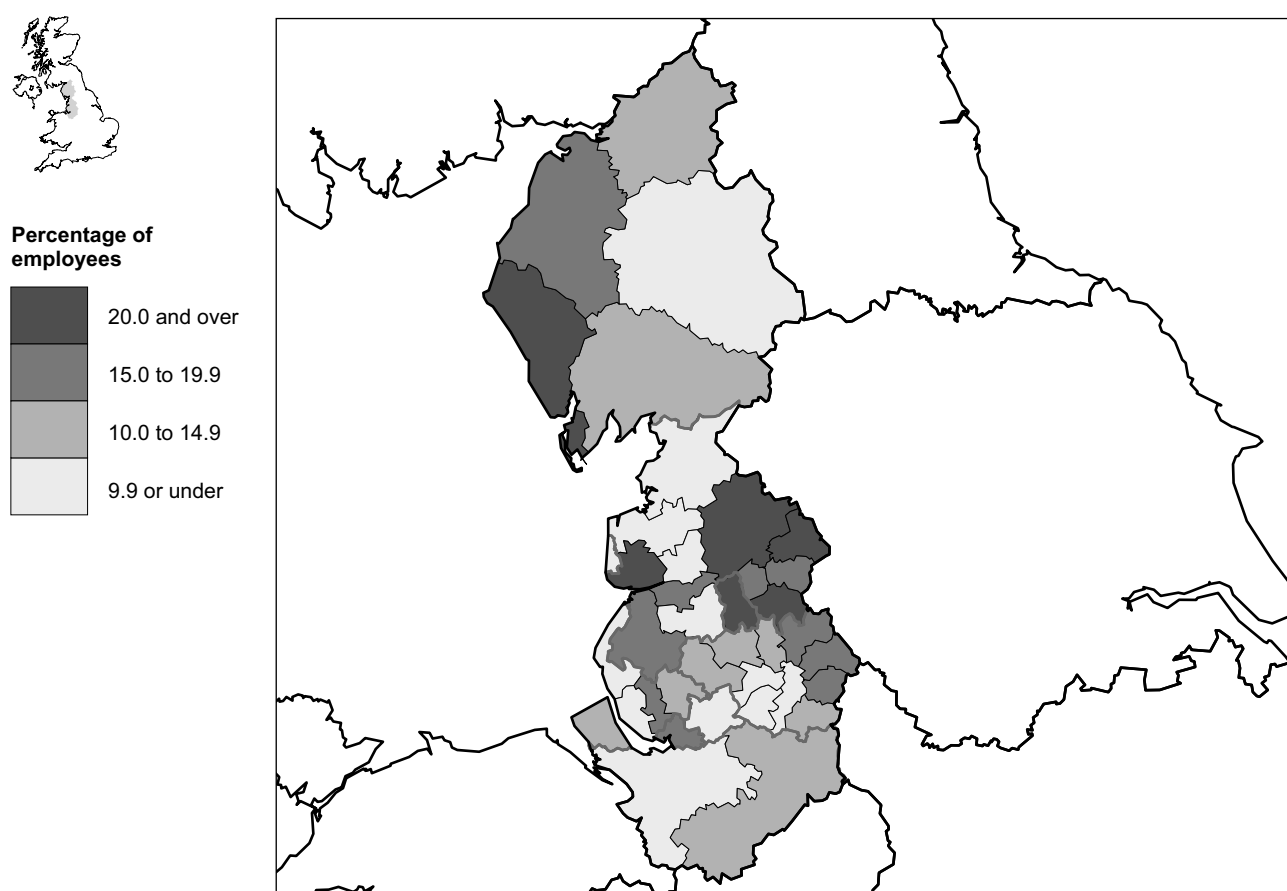 Percentage of
employees
20.0 and over
15.0 to 19.9
10.0 to 14.9
9.9 or under